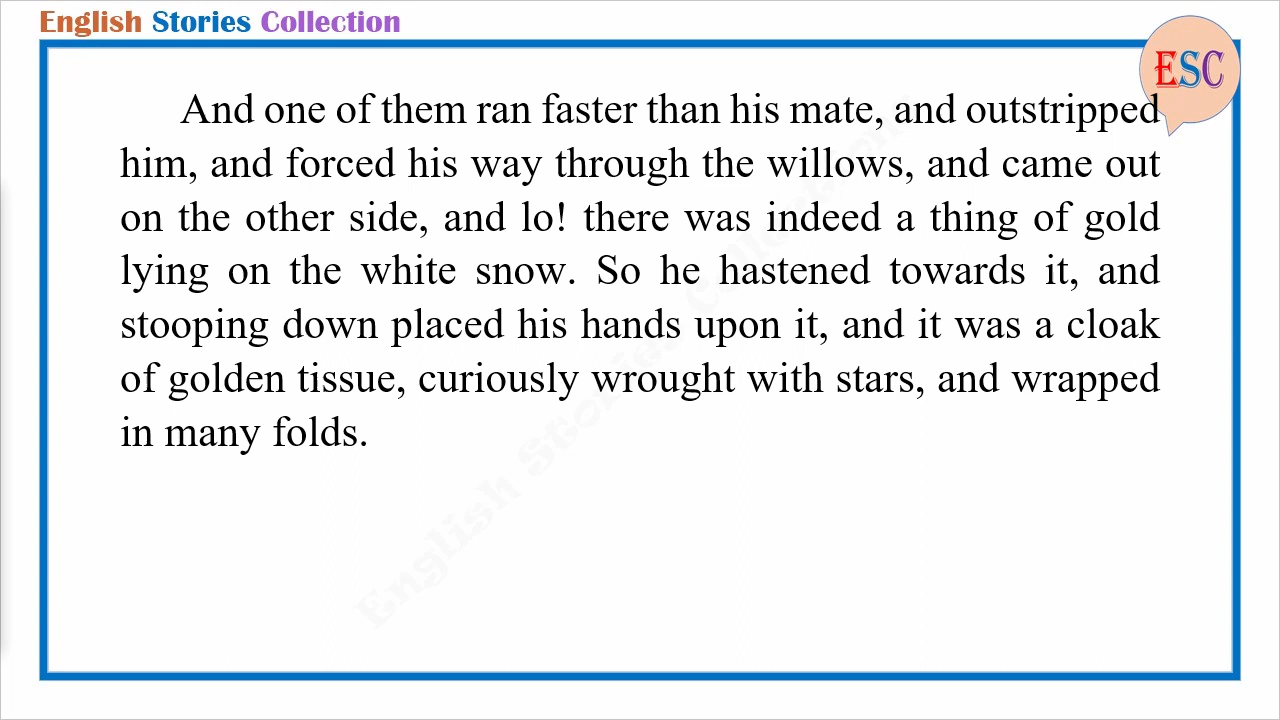 English Stories Collection
ESC
And one of them ran faster than his mate, and outstripped
him, and forced his way through the willows, and came out
on the other side, and lo! there was indeed a thing of gold
lying on the white snow. So he hastened towards it, and
stooping down placed his hands upon it, and it was a cloak
of golden tissue, curiously wrought with stars, and wrapped
in many folds.
English Stories Collections